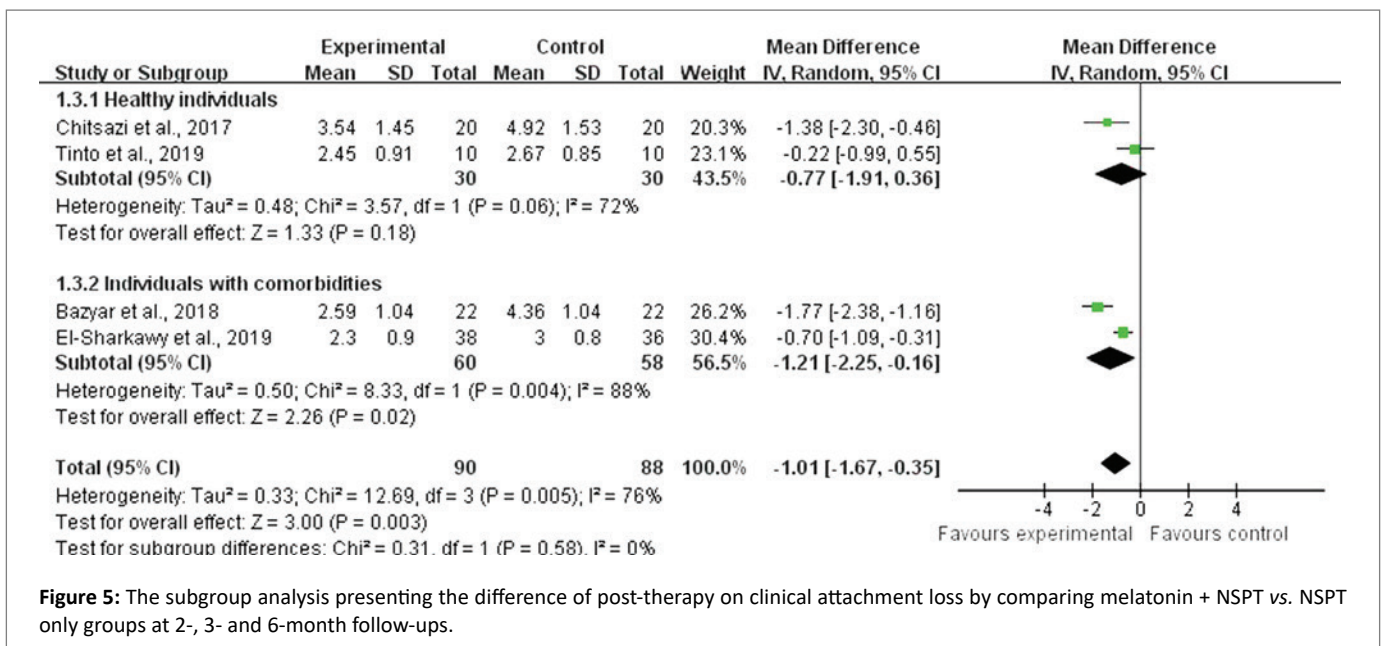 Experimental Control Mean Difference Mean Difference
Study or Subgroup Mean SD Total Mean SD Total Weight IV, Random, 95% CI IV, Random, 95% CI
1.3.1 Healthy individuals
Chitsazi et al., 2017 3.54 1.45 20 4.92 1.53 20 20.3% -1.38 [-2.30, -0.46]
Tinto et al., 2019 2.45 0.91 10 2.67 0.85 10 23.1% -0.22 [-0.99, 0.55]
Subtotal (95% CI) 30 30 43.5% -0.77 [-1.91, 0.36]
Heterogeneity: Tau² = 0.48; Chi² = 3.57, df = 1 (P = 0.06); I² = 72%
Test for overall effect: Z = 1.33 (P = 0.18)
1.3.2 Individuals with comorbidities
Bazyar et al., 2018 2.59 1.04 22 4.36 1.04 22 26.2% -1.77 [-2.38, -1.16]
El-Sharkawy et al., 2019 2.3 0.9 38 3 0.8 36 30.4% -0.70 [-1.09, -0.31]
Subtotal (95% CI) 60 58 56.5% -1.21 [-2.25, -0.16]
Heterogeneity: Tau² = 0.50; Chi² = 8.33, df = 1 (P = 0.004); I² = 88%
Test for overall effect: Z = 2.26 (P = 0.02)
Total (95% CI) 90 88 100.0% -1.01 [-1.67, -0.35]
Heterogeneity: Tau² = 0.33; Chi² = 12.69, df = 3 (P = 0.005); I² = 76%
Test for overall effect: Z = 3.00 (P = 0.003)
Test for subgroup differences: Chi² = 0.31, df = 1 (P = 0.58), I² = 0%
-4 -2 0 2 4
Favours experimental Favours control
Figure 5: The subgroup analysis presenting the difference of post-therapy on clinical attachment loss by comparing melatonin + NSPT vs. NSPT
only groups at 2-, 3- and 6-month follow-ups.